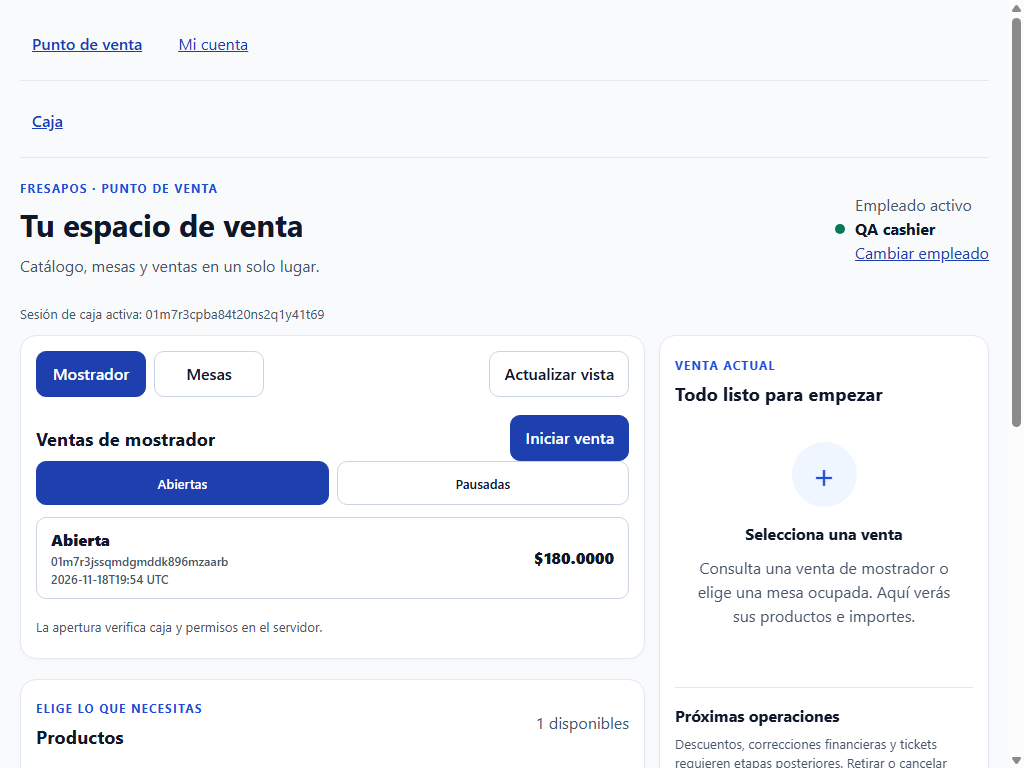 Punto de venta
Mi cuenta
Caja
FRESAPOS · PUNTO DE VENTA
Tu espacio de venta
Catálogo, mesas y ventas en un solo lugar.
Empleado activo
QA cashier
Cambiar empleado
Sesión de caja activa: 01m7r3cpba84t20ns2q1y41t69
Mostrador
Mesas
Actualizar vista
Ventas de mostrador
Iniciar venta
Abiertas
Pausadas
Abierta
01m7r3jssqmdgmddk896mzaarb
2026-11-18T19:54 UTC
$180.0000
La apertura verifica caja y permisos en el servidor.
ELIGE LO QUE NECESITAS
Productos
1 disponibles
VENTA ACTUAL
Todo listo para empezar
+
Selecciona una venta
Consulta una venta de mostrador o
elige una mesa ocupada. Aquí verás
sus productos e importes.
Próximas operaciones
Descuentos, correcciones financieras y tickets
requieren etapas posteriores. Retirar o cancelar